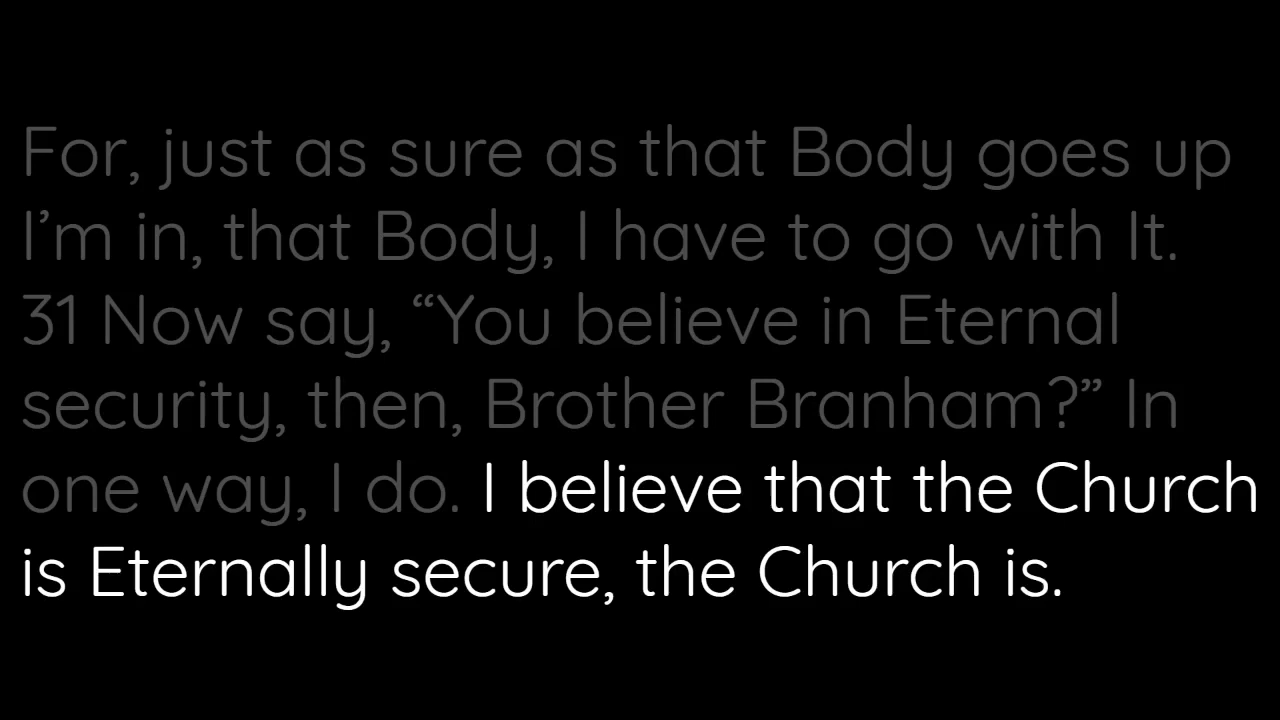 For, just as sure as that Body goes up
I’m in, that Body, I have to go with It.
31 Now say, “You believe in Eternal
security, then, Brother Branham?” In
one way, I do. I believe that the Church
is Eternally secure, the Church is.